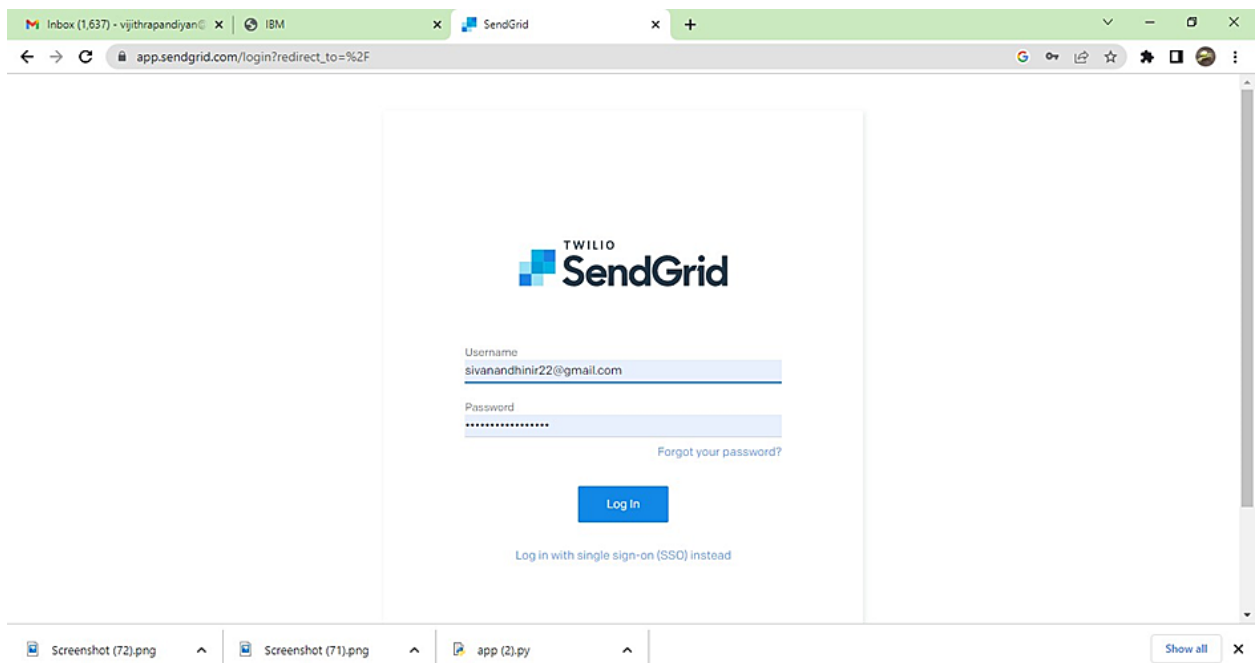 Inbox (1,637) - vijithrapandiyan@
IBM
SendGrid
app.sendgrid.com/login?redirect_to=%2F
TWILIO
SendGrid
Username
sivanandhinir22@gmail.com
Password
•••••••••••••••••
Forgot your password?
Log In
Log in with single sign-on (SSO) instead
Screenshot (72).png
Screenshot (71).png
app (2).py
Show all